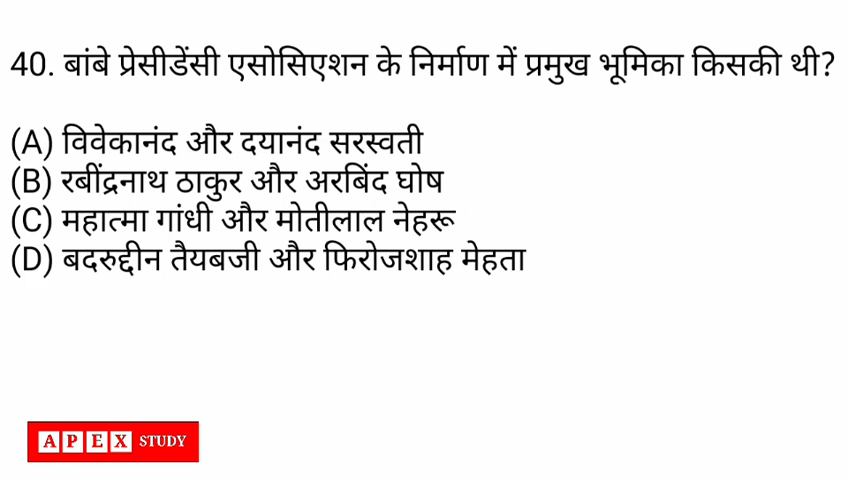 40. बांबे प्रेसीडेंसी एसोसिएशन के निर्माण में प्रमुख भूमिका किसकी थी?
(A) विवेकानंद और दयानंद सरस्वती
(B) रबींद्रनाथ ठाकुर और अरबिंद घोष
(C) महात्मा गांधी और मोतीलाल नेहरू
(D) बदरुद्दीन तैयबजी और फिरोजशाह मेहता
APEX STUDY